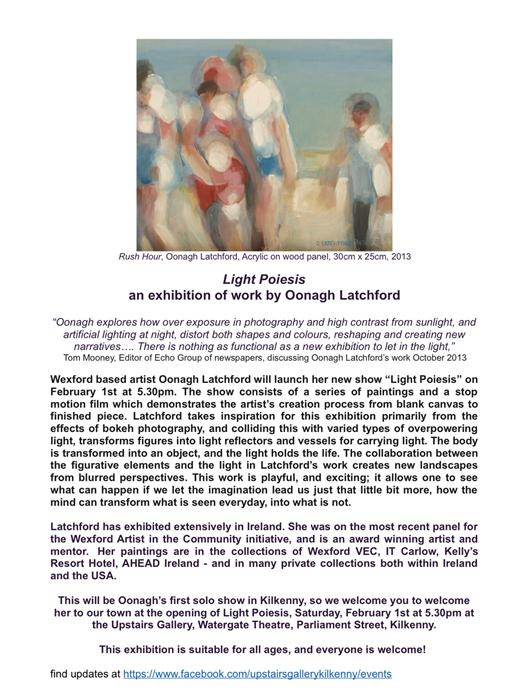 © LATCHFORD
Rush Hour, Oonagh Latchford, Acrylic on wood panel, 30cm x 25cm, 2013
Light Poiesis
an exhibition of work by Oonagh Latchford
“Oonagh explores how over exposure in photography and high contrast from sunlight, and
artificial lighting at night, distort both shapes and colours, reshaping and creating new
narratives…. There is nothing as functional as a new exhibition to let in the light,”
Tom Mooney, Editor of Echo Group of newspapers, discussing Oonagh Latchford’s work October 2013
Wexford based artist Oonagh Latchford will launch her new show “Light Poiesis” on
February 1st at 5.30pm. The show consists of a series of paintings and a stop
motion film which demonstrates the artist’s creation process from blank canvas to
finished piece. Latchford takes inspiration for this exhibition primarily from the
effects of bokeh photography, and colliding this with varied types of overpowering
light, transforms figures into light reflectors and vessels for carrying light. The body
is transformed into an object, and the light holds the life. The collaboration between
the figurative elements and the light in Latchford’s work creates new landscapes
from blurred perspectives. This work is playful, and exciting; it allows one to see
what can happen if we let the imagination lead us just that little bit more, how the
mind can transform what is seen everyday, into what is not.
Latchford has exhibited extensively in Ireland. She was on the most recent panel for
the Wexford Artist in the Community initiative, and is an award winning artist and
mentor. Her paintings are in the collections of Wexford VEC, IT Carlow, Kelly’s
Resort Hotel, AHEAD Ireland - and in many private collections both within Ireland
and the USA.
This will be Oonagh’s first solo show in Kilkenny, so we welcome you to welcome
her to our town at the opening of Light Poiesis, Saturday, February 1st at 5.30pm at
the Upstairs Gallery, Watergate Theatre, Parliament Street, Kilkenny.
This exhibition is suitable for all ages, and everyone is welcome!
find updates at https://www.facebook.com/upstairsgallerykilkenny/events